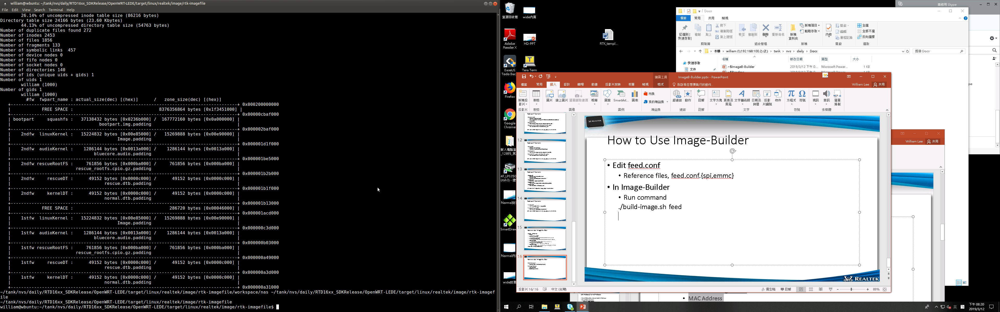 william@wbuntu: ~/tank/nvs/daily/RTD16xx_SDKRelease/OpenWRT-LEDE/target/linux/realtek/image/rtk-imagefile
File Edit View Search Terminal Help
26.14% of uncompressed inode table size (86216 bytes)
Directory table size 24166 bytes (23.60 Kbytes)
44.13% of uncompressed directory table size (54763 bytes)
Number of duplicate files found 272
Number of inodes 2453
Number of files 1856
Number of fragments 133
Number of symbolic links  457
Number of device nodes 0
Number of fifo nodes 0
Number of socket nodes 0
Number of directories 140
Number of ids (unique uids + gids) 1
Number of uids 1
william (1000)
Number of gids 1
william (1000)
#fw  fwpart_name : actual_size(dec) [(hex)]      /   zone_size(dec) [(hex)]
+-----------------------------------------------------------------------------------------+ 0x000200000000
| FREE SPACE : 8376356864 bytes [0x1f3451000] |
+-----------------------------------------------------------------------------------------+ 0x00000cbaf000
| bootpart squashfs : 37138432 bytes [0x0236b000] / 167772160 bytes [0x0a000000] |
| bootpart.img.padding |
+-----------------------------------------------------------------------------------------+ 0x000002baf000
| 2ndfw linuxKernel : 15224832 bytes [0x00e85000] / 15269888 bytes [0x00e90000] |
| Image.padding |
+-----------------------------------------------------------------------------------------+ 0x000001d1f000
| 2ndfw audioKernel : 1286144 bytes [0x0013a000] / 1286144 bytes [0x0013a000] |
| bluecore.audio.padding |
+-----------------------------------------------------------------------------------------+ 0x000001be5000
| 2ndfw rescueRootFS : 761856 bytes [0x000ba000] / 761856 bytes [0x000ba000] |
| rescue_rootfs.cpio.gz.padding |
+-----------------------------------------------------------------------------------------+ 0x000001b2b000
| 2ndfw rescueDT : 49152 bytes [0x0000c000] / 49152 bytes [0x0000c000] |
| rescue.dtb.padding |
+-----------------------------------------------------------------------------------------+ 0x000001b1f000
| 2ndfw kernelDT : 49152 bytes [0x0000c000] / 49152 bytes [0x0000c000] |
| normal.dtb.padding |
+-----------------------------------------------------------------------------------------+ 0x000001b13000
| FREE SPACE : 286720 bytes [0x00046000] |
+-----------------------------------------------------------------------------------------+ 0x000001acd000
| 1stfw linuxKernel : 15224832 bytes [0x00e85000] / 15269888 bytes [0x00e90000] |
| Image.padding |
+-----------------------------------------------------------------------------------------+ 0x000000c3d000
| 1stfw audioKernel : 1286144 bytes [0x0013a000] / 1286144 bytes [0x0013a000] |
| bluecore.audio.padding |
+-----------------------------------------------------------------------------------------+ 0x000000b03000
| 1stfw rescueRootFS : 761856 bytes [0x000ba000] / 761856 bytes [0x000ba000] |
| rescue_rootfs.cpio.gz.padding |
+-----------------------------------------------------------------------------------------+ 0x000000a49000
| 1stfw rescueDT : 49152 bytes [0x0000c000] / 49152 bytes [0x0000c000] |
| rescue.dtb.padding |
+-----------------------------------------------------------------------------------------+ 0x000000a3d000
| 1stfw kernelDT : 49152 bytes [0x0000c000] / 49152 bytes [0x0000c000] |
| normal.dtb.padding |
+-----------------------------------------------------------------------------------------+ 0x000000a31000
~/tank/nvs/daily/RTD16xx_SDKRelease/OpenWRT-LEDE/target/linux/realtek/image/rtk-imagefile/workspace/nas ~/tank/nvs/daily/RTD16xx_SDKRelease/OpenWRT-LEDE/target/linux/realtek/image/rtk-imagef
ile
~/tank/nvs/daily/RTD16xx_SDKRelease/OpenWRT-LEDE/target/linux/realtek/image/rtk-imagefile
william@wbuntu:~/tank/nvs/daily/RTD16xx_SDKRelease/OpenWRT-LEDE/target/linux/realtek/image/rtk-imagefile$
資源回收筒
wide內頁
Adobe
Reader X
HD-PPT
RTK_templ...
EaseUS
Todo Bac
Tera Term
Firefox
Google
Chrome
新人電腦資
_12895_其
4F_LPS350
(rtsh3) - 捷
Normal封面
SmartDraw
Normal內
wide封面
商務用 Skype
Docs
檔案 常用 共用 檢視
釘選到 [
快速存取]
複製
貼上
剪下
複製路徑
貼上捷徑
移至
複製到
刪除
重新命名
新增
資料夾
新增項目
輕鬆存取
內容
開啟
編輯
歷程記錄
全選
全部不選
反向選擇
剪貼簿 組合管理 新增 開啟 選取
本機 › william (\\192.168.100.2) (Z:) › tank › nvs › daily › Docs
搜尋 Docs
快速存取
文件
名稱 修改日期 類型 大小
~$ImageB-Builder 2019/3/12 下午 0... Microsoft Power... 1 KB
~$Readme
繪圖工具
ImageB-Builder.pptx - PowerPoint
檔案 常用 插入 設計 轉場 動畫 投影片放映 校閱 檢視 格式 告訴我您想要執行的動作...
William Lee 共用
新增投
影片
表格
圖片
線上圖片
螢幕擷取畫面
相簿
圖案
SmartArt...
圖表
市集
我的增益集
超連結
動作
註解
文字方塊
頁首及
頁尾
文字藝術師
日期及
時間
投影
片編號
物件
方程式
符號
視訊
音訊
螢幕
錄製
投影片 表格 圖像 圖例 增益集 連結 註解 文字 符號 多媒體
12
13
14
15
16
REALTEK
How to Use Image-Builder
• Edit feed.conf
• Reference files, feed.conf.{spi,emmc}
• In Image-Builder
• Run command
./build-image.sh feed
REALTEK
William Lee 共用
投影片 16/16 中文 (台灣)
備忘稿 註解 89%
• MAC Address
英
下午 08:20
2019/3/12